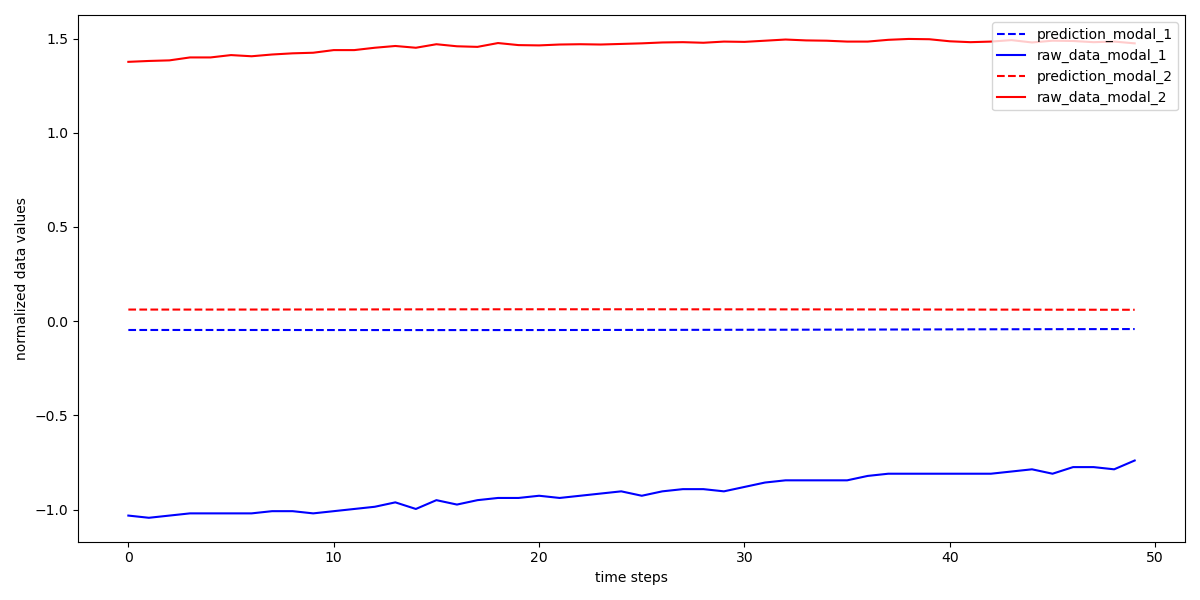 prediction_modal_1
raw_data_modal_1
prediction_modal_2
raw_data_modal_2
normalized data values
1.5
1.0
0.5
0.0
−0.5
−1.0
0 10 20 30 40 50
time steps